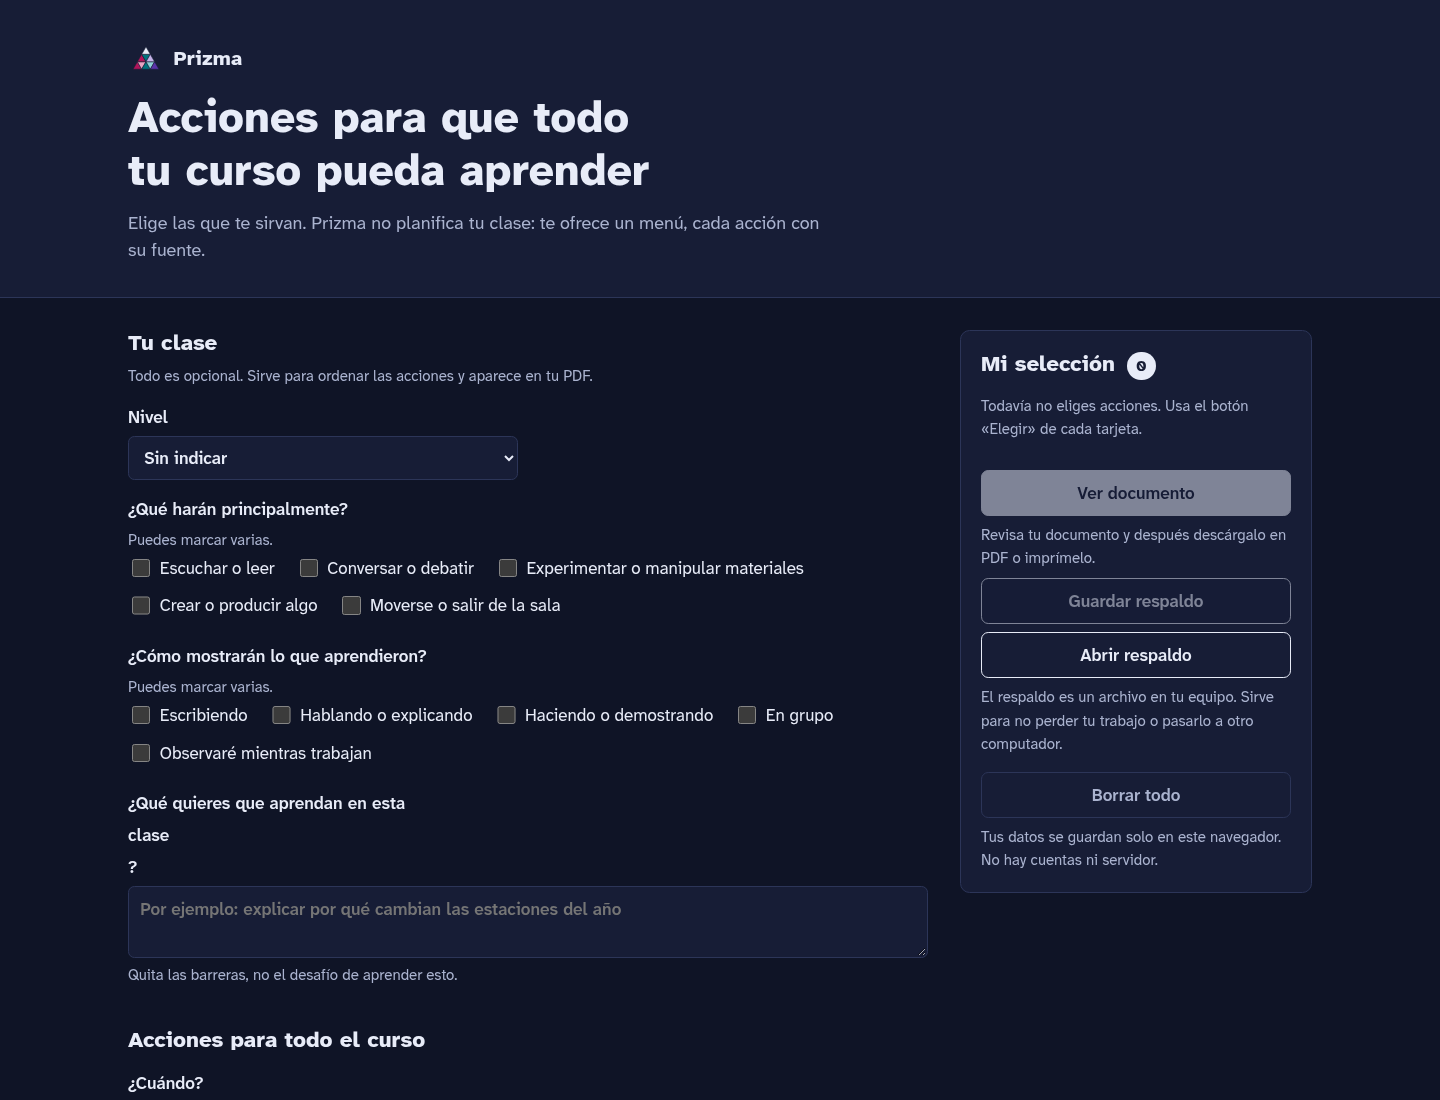 Prizma
Acciones para que todo
tu curso pueda aprender
Elige las que te sirvan. Prizma no planifica tu clase: te ofrece un menú, cada acción con
su fuente.
Tu clase
Todo es opcional. Sirve para ordenar las acciones y aparece en tu PDF.
Nivel
Sin indicar
¿Qué harán principalmente?
Puedes marcar varias.
Escuchar o leer
Conversar o debatir
Experimentar o manipular materiales
Crear o producir algo
Moverse o salir de la sala
¿Cómo mostrarán lo que aprendieron?
Puedes marcar varias.
Escribiendo
Hablando o explicando
Haciendo o demostrando
En grupo
Observaré mientras trabajan
¿Qué quieres que aprendan en esta
clase
?
Por ejemplo: explicar por qué cambian las estaciones del año
Quita las barreras, no el desafío de aprender esto.
Acciones para todo el curso
¿Cuándo?
Mi selección 0
Todavía no eliges acciones. Usa el botón
«Elegir» de cada tarjeta.
Ver documento
Revisa tu documento y después descárgalo en
PDF o imprímelo.
Guardar respaldo
Abrir respaldo
El respaldo es un archivo en tu equipo. Sirve
para no perder tu trabajo o pasarlo a otro
computador.
Borrar todo
Tus datos se guardan solo en este navegador.
No hay cuentas ni servidor.